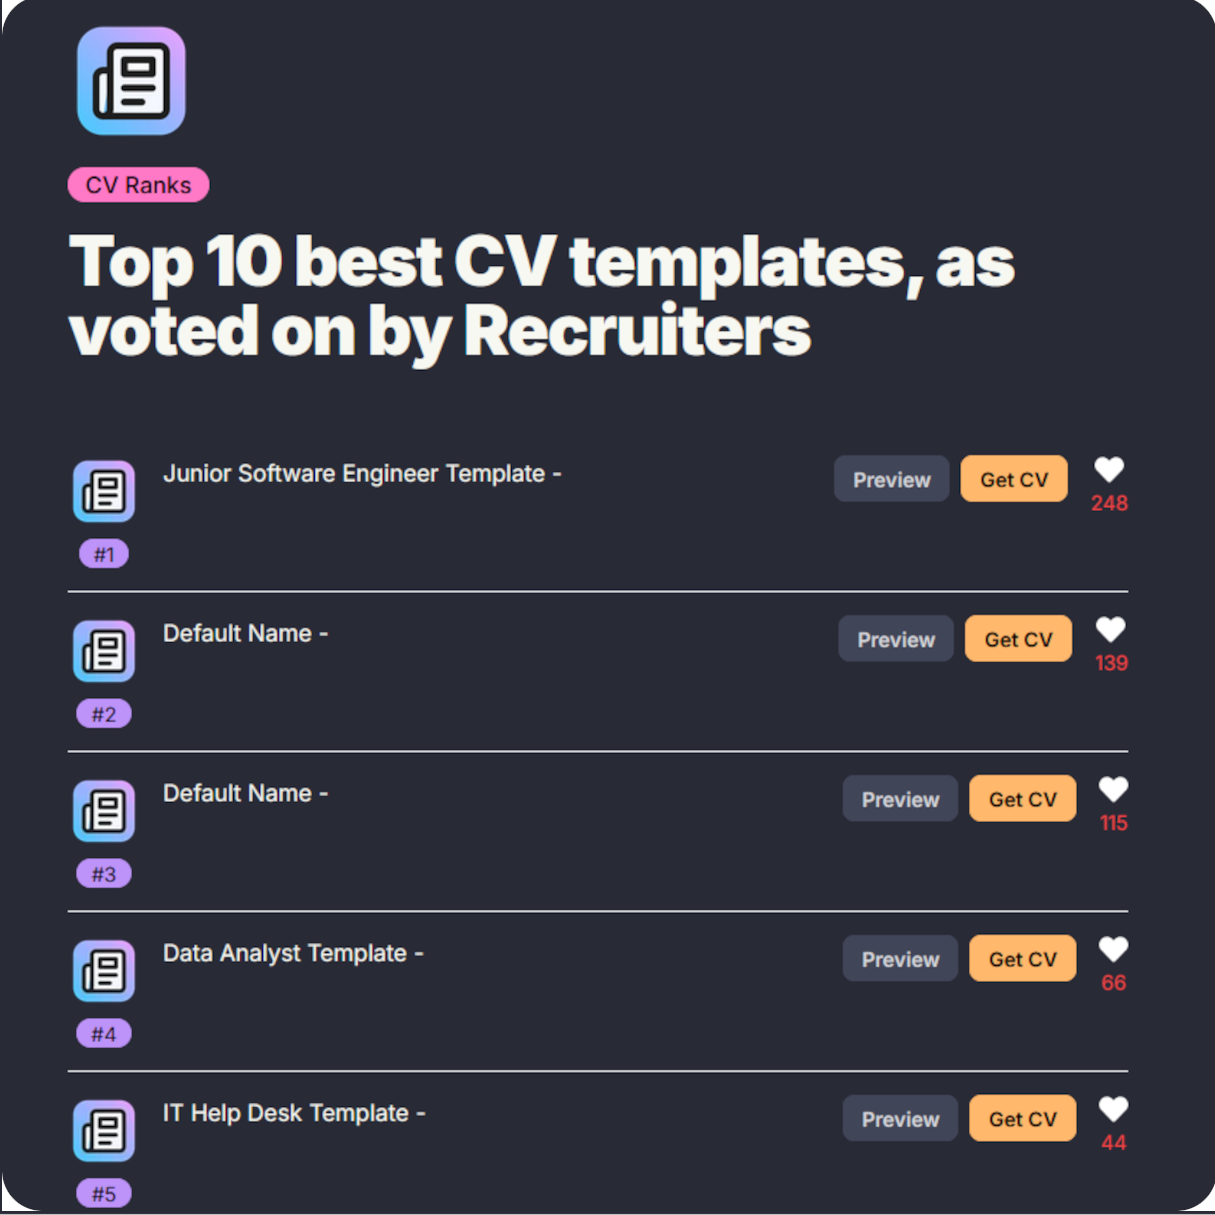 CV Ranks
Top 10 best CV templates, as
voted on by Recruiters
Junior Software Engineer Template -
Preview
Get CV
248
#1
Default Name -
Preview
Get CV
139
#2
Default Name -
Preview
Get CV
115
#3
Data Analyst Template -
Preview
Get CV
66
#4
IT Help Desk Template -
Preview
Get CV
44
#5